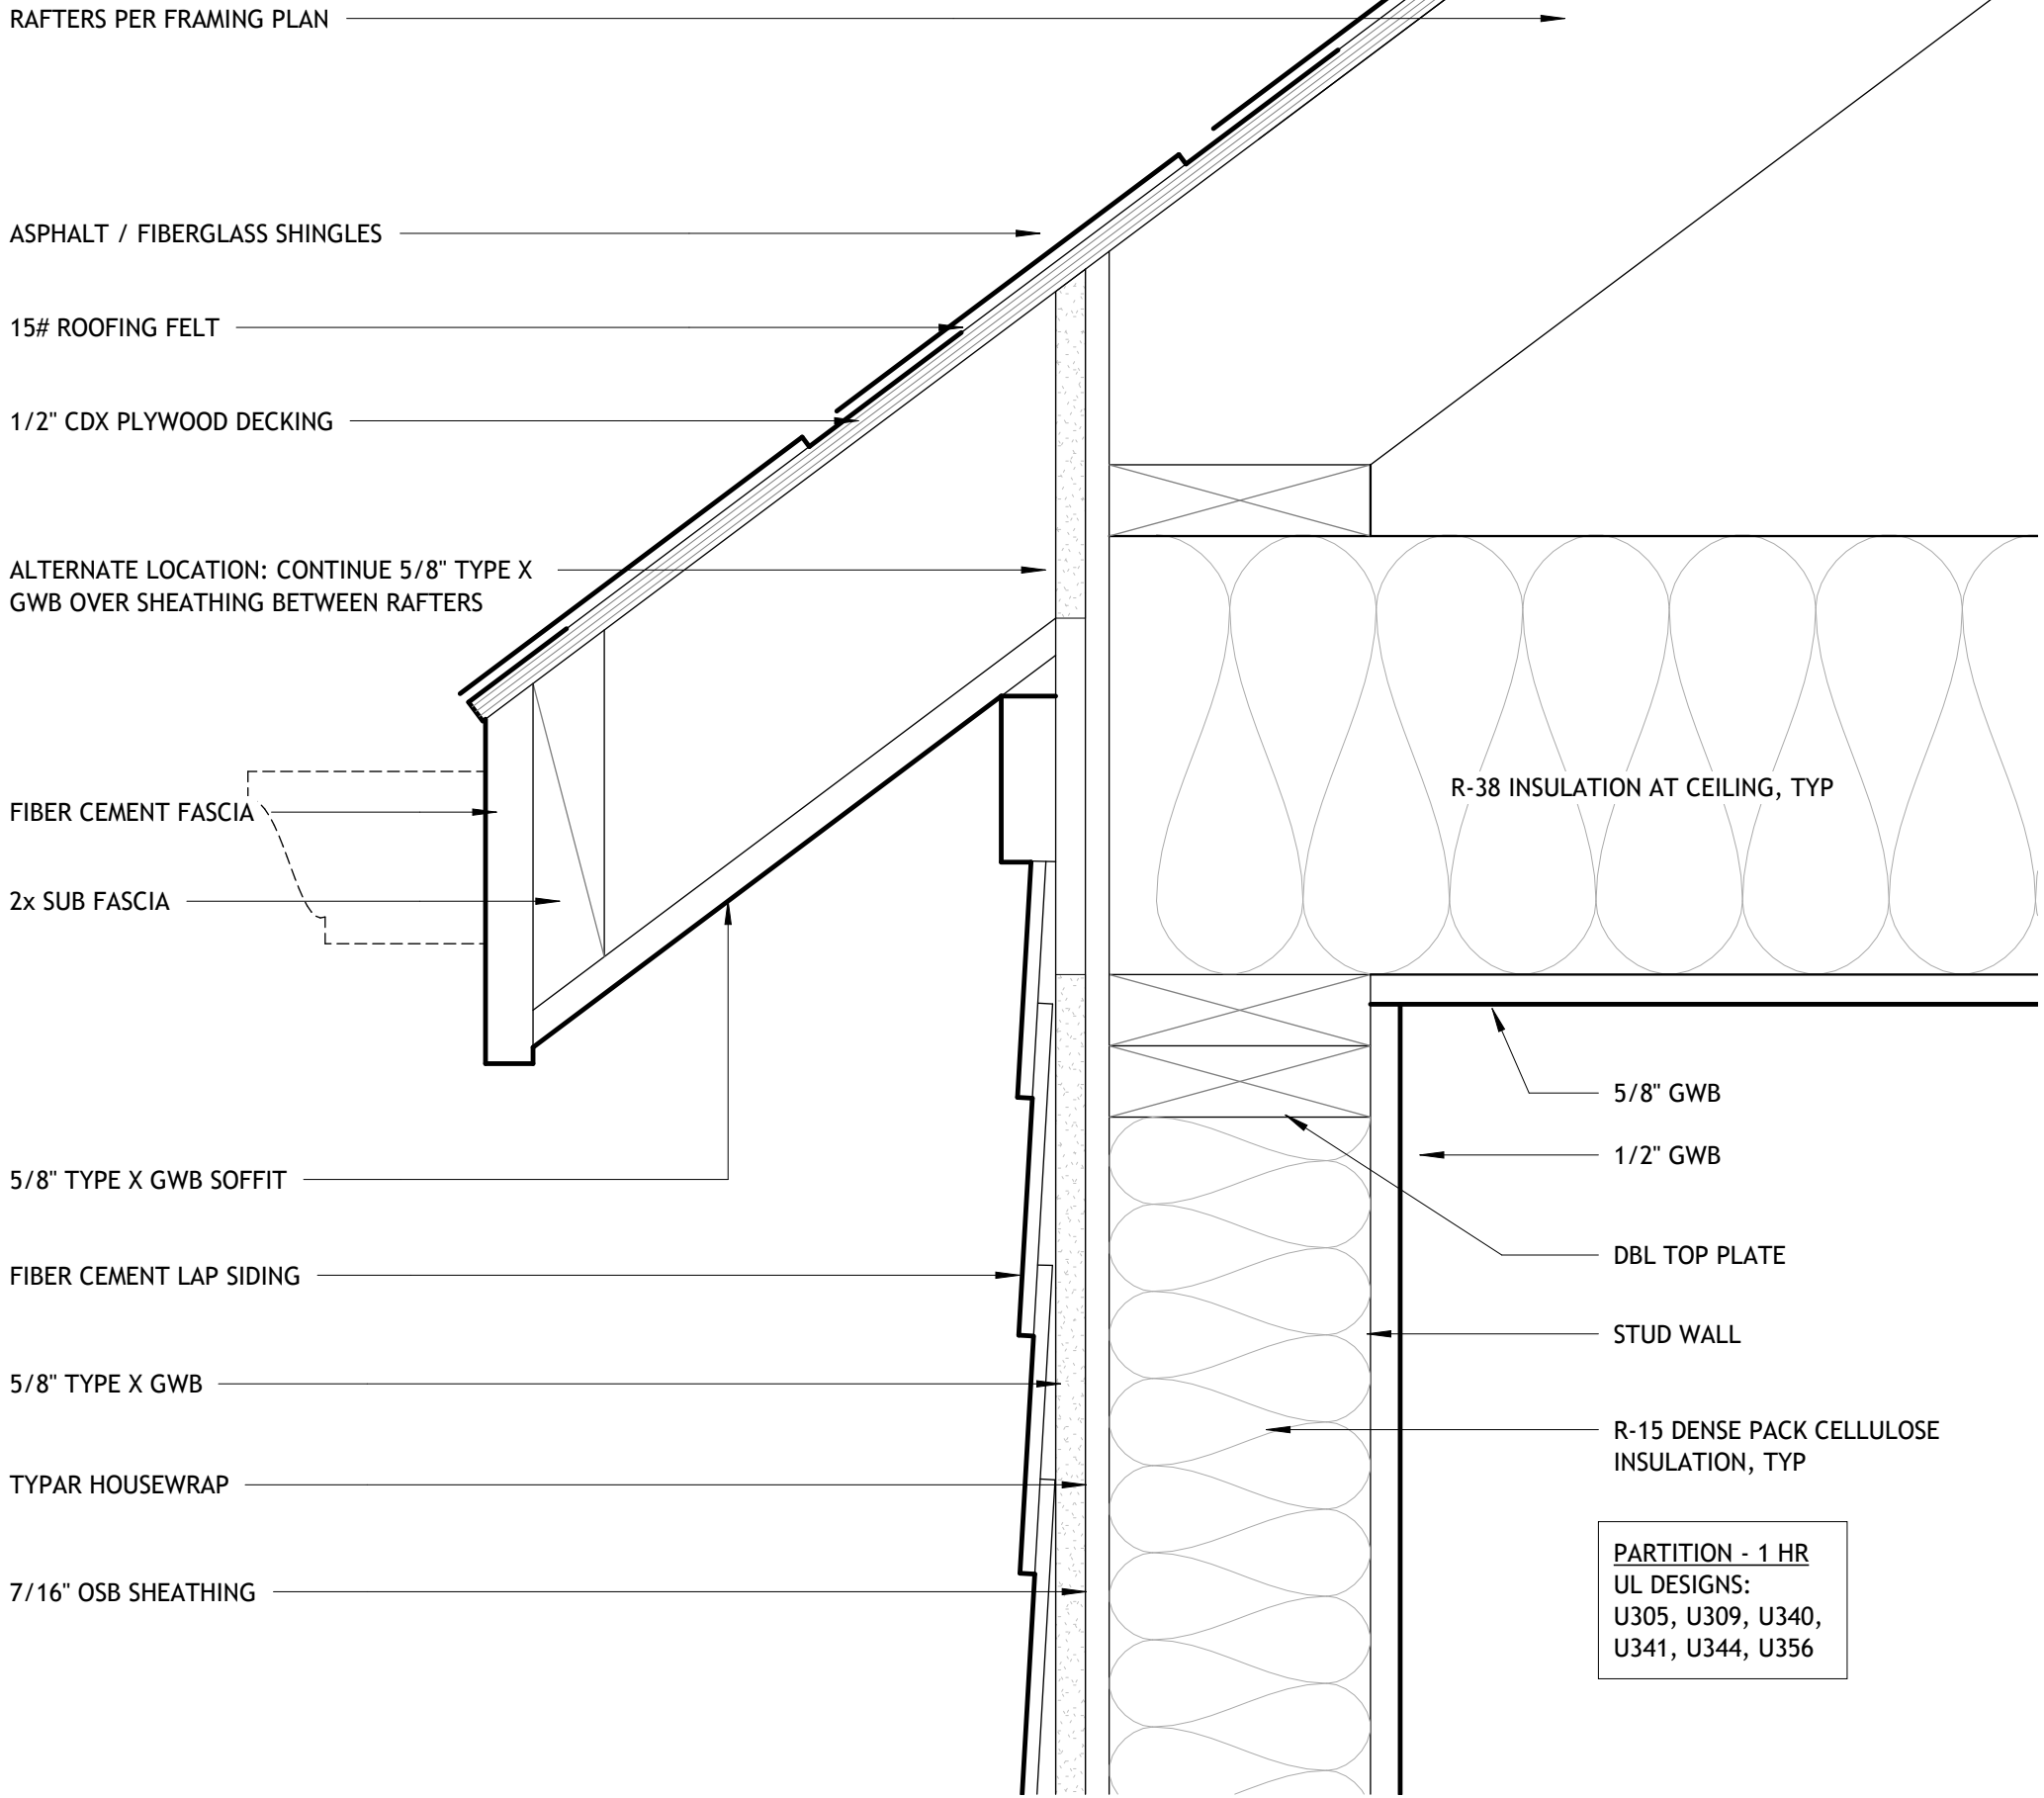 RAFTERS PER FRAMING PLAN
ASPHALT / FIBERGLASS SHINGLES
15# ROOFING FELT
1/2" CDX PLYWOOD DECKING
ALTERNATE LOCATION: CONTINUE 5/8" TYPE X
GWB OVER SHEATHING BETWEEN RAFTERS
FIBER CEMENT FASCIA
2x SUB FASCIA
5/8" TYPE X GWB SOFFIT
FIBER CEMENT LAP SIDING
5/8" TYPE X GWB
TYPAR HOUSEWRAP
7/16" OSB SHEATHING
R-38 INSULATION AT CEILING, TYP
5/8" GWB
1/2" GWB
DBL TOP PLATE
STUD WALL
R-15 DENSE PACK CELLULOSE
INSULATION, TYP
PARTITION - 1 HR
UL DESIGNS:
U305, U309, U340,
U341, U344, U356